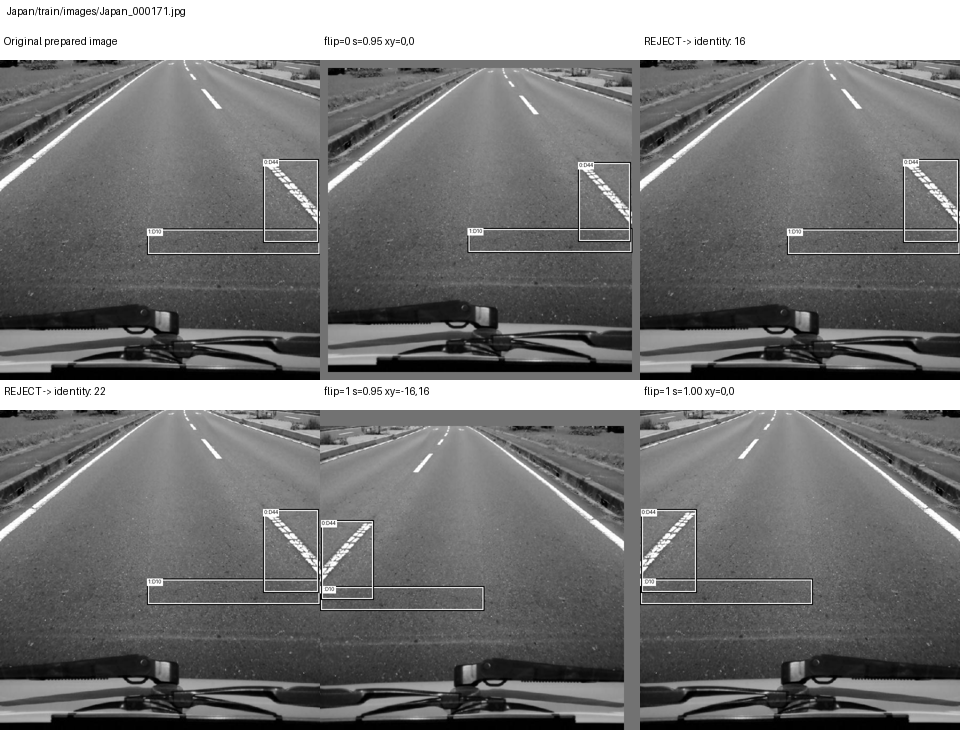 Japan/train/images/Japan_000171.jpg
Original prepared image
flip=0 s=0.95 xy=0,0
REJECT -> identity: 16
0:D44
1:D10
0:D44
1:D10
0:D44
1:D10
REJECT -> identity: 22
flip=1 s=0.95 xy=-16,16
flip=1 s=1.00 xy=0,0
0:D44
1:D10
0:D44
:D10
0:D44
:D10